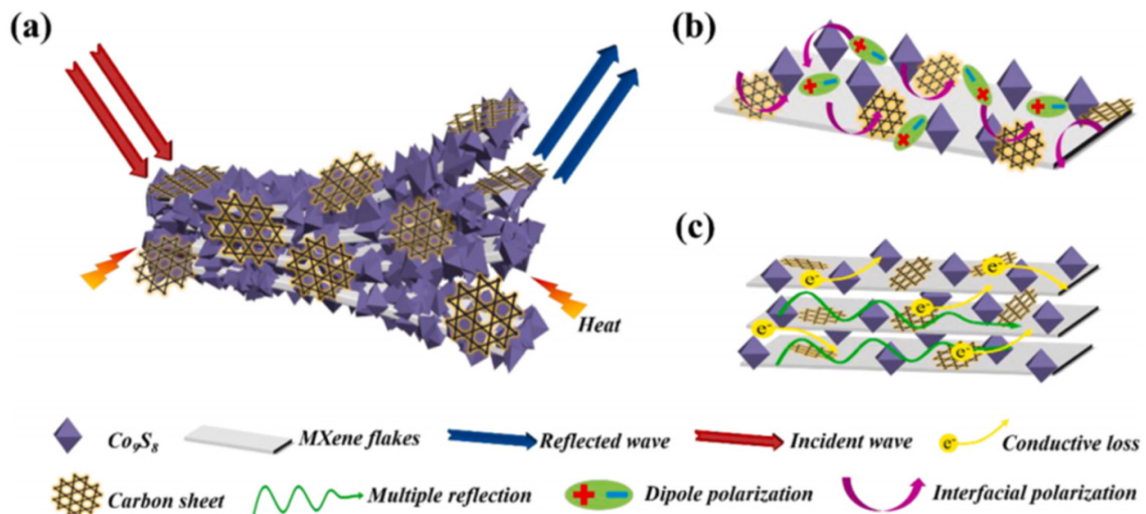 (a)
(b)
(c)
Heat
e-
e-
e-
e-
e-
Co₉S₈
MXene flakes
Reflected wave
Incident wave
e-
Conductive loss
Carbon sheet
Multiple reflection
+ -
Dipole polarization
Interfacial polarization